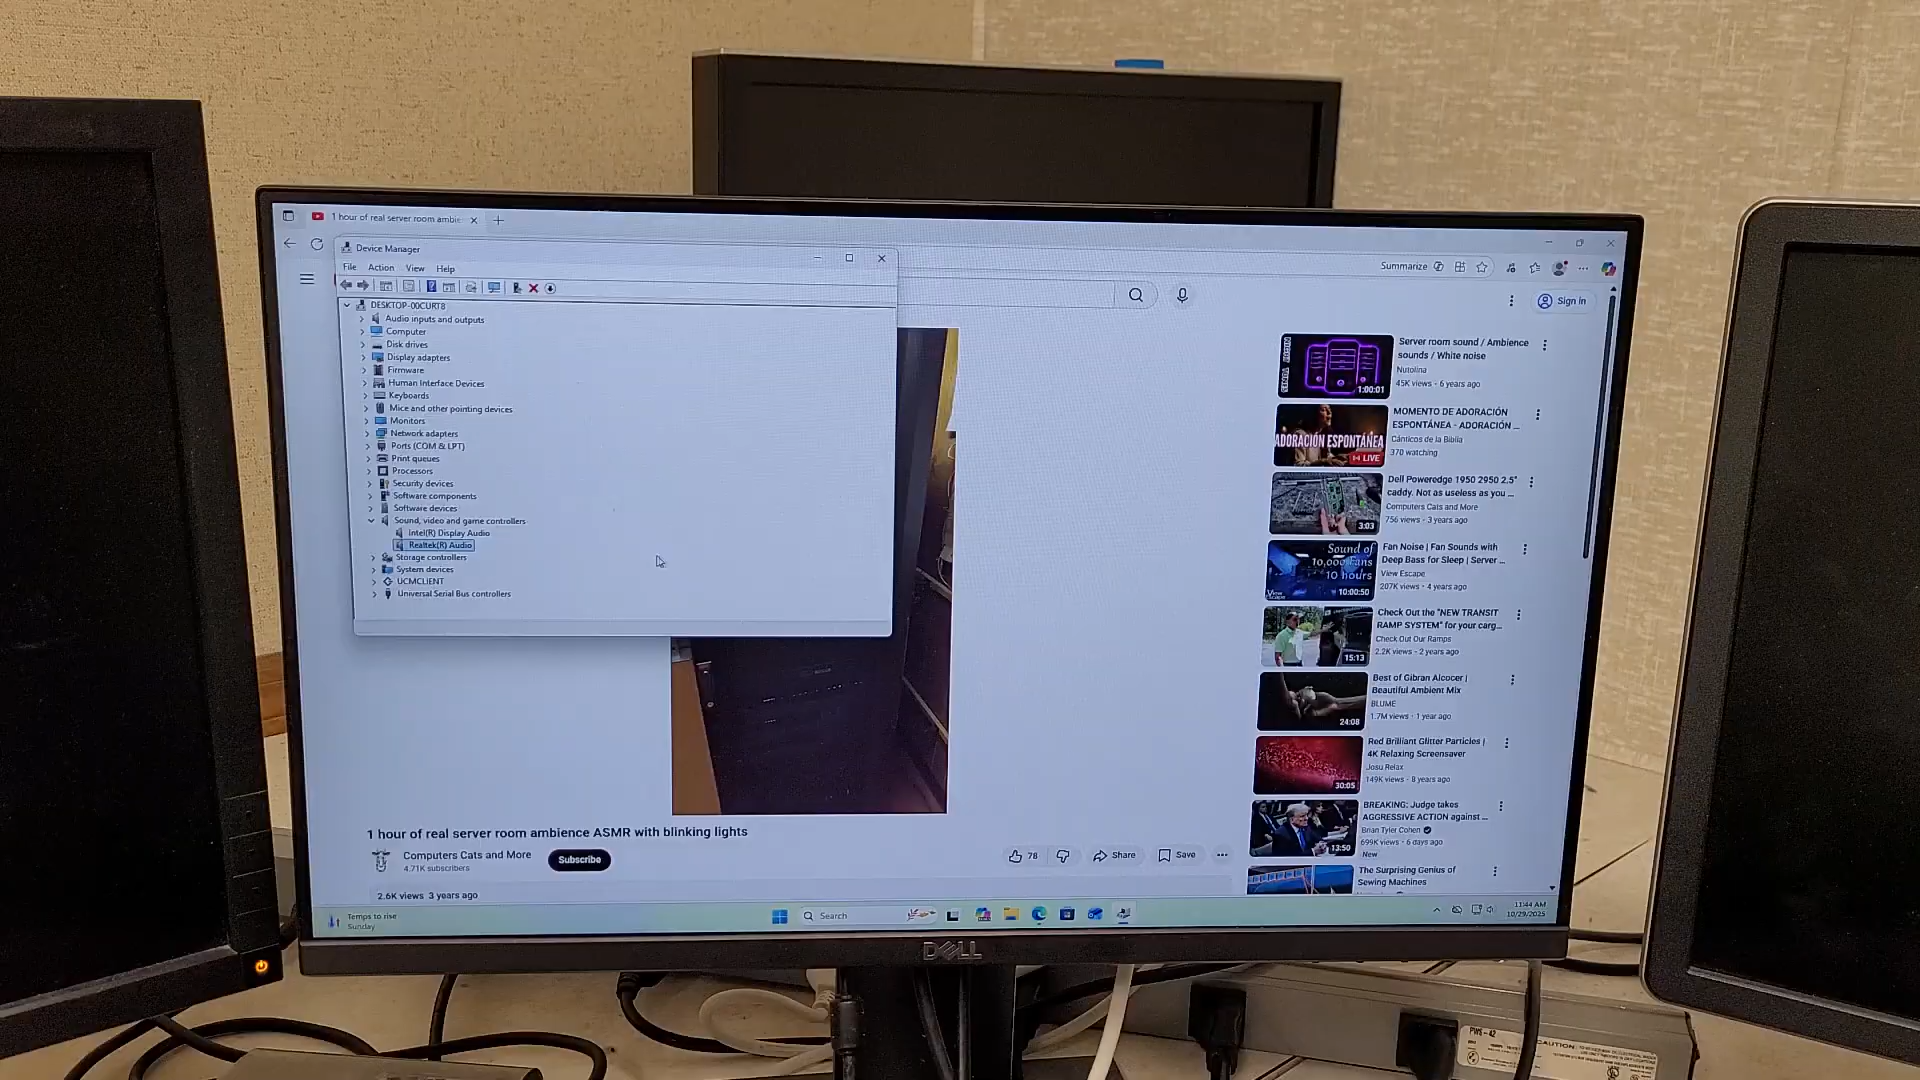 1 hour of real server room ambie
Device Manager
File Action View Help
DESKTOP-00CURT8
Audio inputs and outputs
Computer
Disk drives
Display adapters
Firmware
Human Interface Devices
Keyboards
Mice and other pointing devices
Monitors
Network adapters
Ports (COM & LPT)
Print queues
Processors
Security devices
Software components
Software devices
Sound, video and game controllers
Intel(R) Display Audio
Realtek(R) Audio
Storage controllers
System devices
UCMCLIENT
Universal Serial Bus controllers
Summarize
Sign in
1:00:01
Server room sound / Ambience
sounds / White noise
Nutolina
45K views - 6 years ago
ADORACIÓN ESPONTÁNEA
LIVE
MOMENTO DE ADORACIÓN
ESPONTÁNEA - ADORACIÓN ...
Cánticos de la Biblia
370 watching
3:03
Dell Poweredge 1950 2950 2.5"
caddy. Not as useless as you ...
Computers Cats and More
756 views - 3 years ago
Sound of
10,000 fans
10 hours
View Escape
10:00:50
Fan Noise | Fan Sounds with
Deep Bass for Sleep | Server ...
View Escape
207K views - 4 years ago
15:13
Check Out the "NEW TRANSIT
RAMP SYSTEM" for your carg...
Check Out Our Ramps
2.2K views - 2 years ago
24:08
Best of Gibran Alcocer |
Beautiful Ambient Mix
BLUME
1.7M views - 1 year ago
30:05
Red Brilliant Glitter Particles |
4K Relaxing Screensaver
Josu Relax
149K views - 8 years ago
13:50
BREAKING: Judge takes
AGGRESSIVE ACTION against ...
Brian Tyler Cohen
699K views - 6 days ago
New
The Surprising Genius of
Sewing Machines
1 hour of real server room ambience ASMR with blinking lights
Computers Cats and More
4.71K subscribers
Subscribe
78
Share
Save
2.6K views 3 years ago
Temps to rise
Sunday
Search
11:44 AM
10/29/2025
DELL
PWS-42
CAUTION